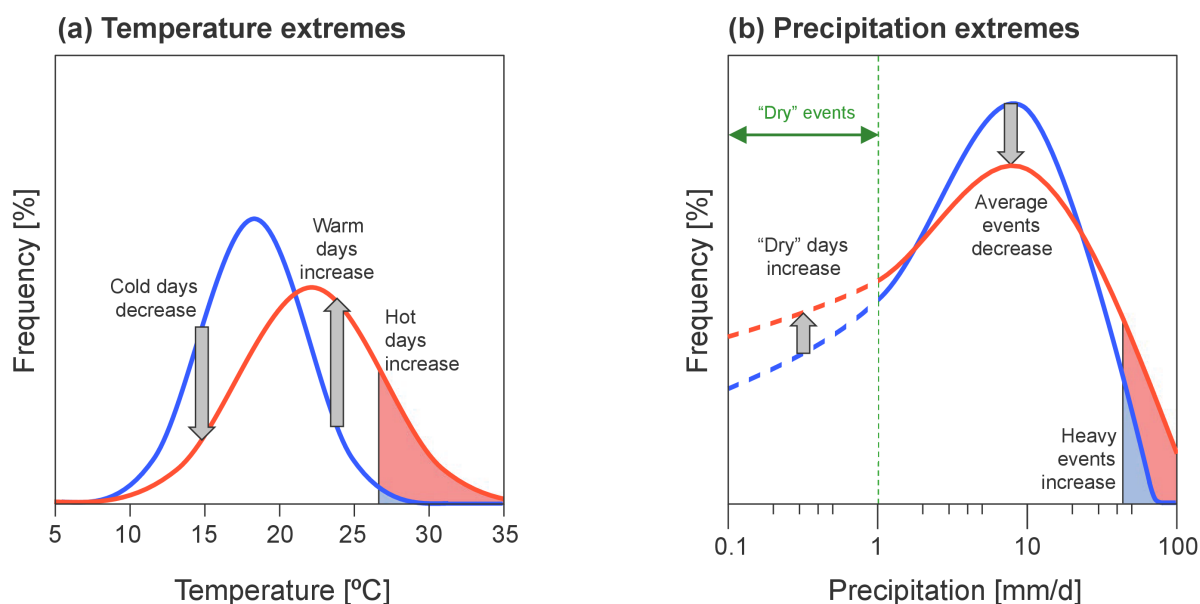 (a) Temperature extremes
Frequency [%]
Cold days
decrease
Warm
days
increase
Hot
days
increase
5
10
15
20
25
30
35
Temperature [ºC]
(b) Precipitation extremes
Frequency [%]
“Dry” events
“Dry” days
increase
Average
events
decrease
Heavy
events
increase
0.1
1
10
100
Precipitation [mm/d]